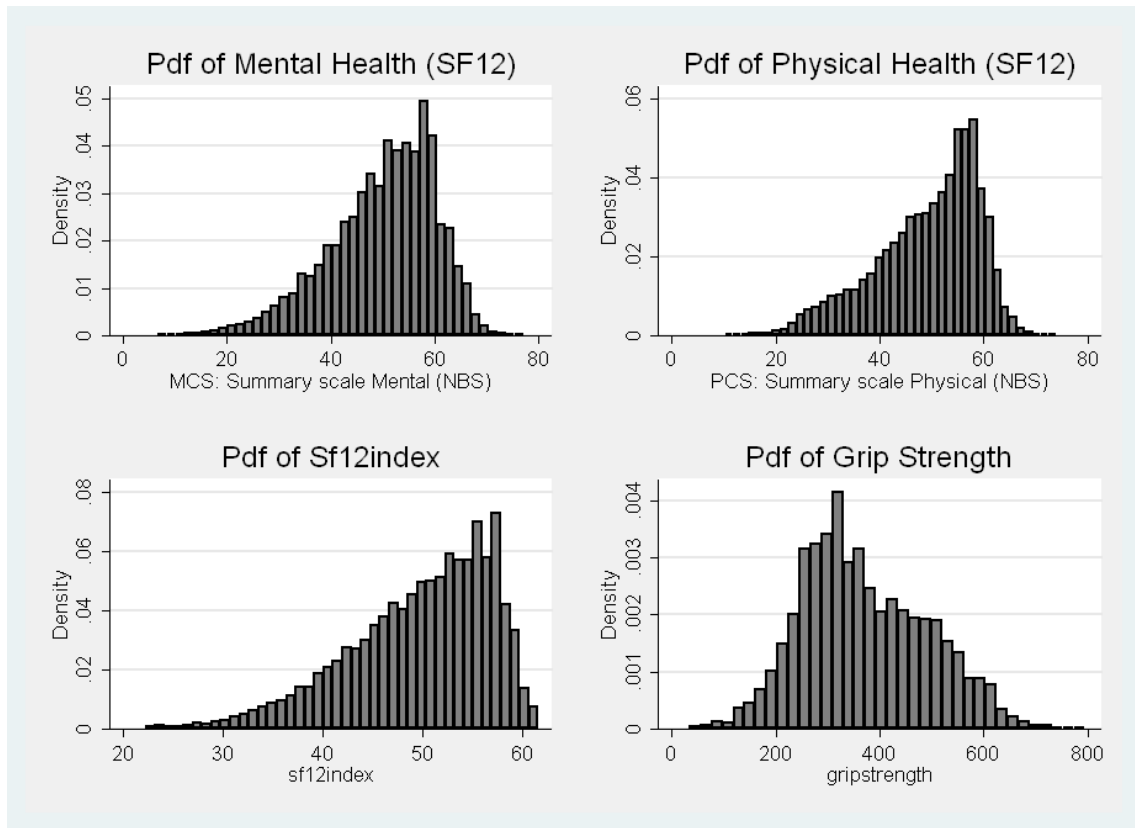 Pdf of Mental Health (SF12)
Density
.05
.04
.03
.02
.01
0
0 20 40 60 80
MCS: Summary scale Mental (NBS)
Pdf of Physical Health (SF12)
Density
.06
.04
.02
0
0 20 40 60 80
PCS: Summary scale Physical (NBS)
Pdf of Sf12index
Density
.08
.06
.04
.02
0
20 30 40 50 60
sf12index
Pdf of Grip Strength
Density
.004
.003
.002
.001
0
0 200 400 600 800
gripstrength